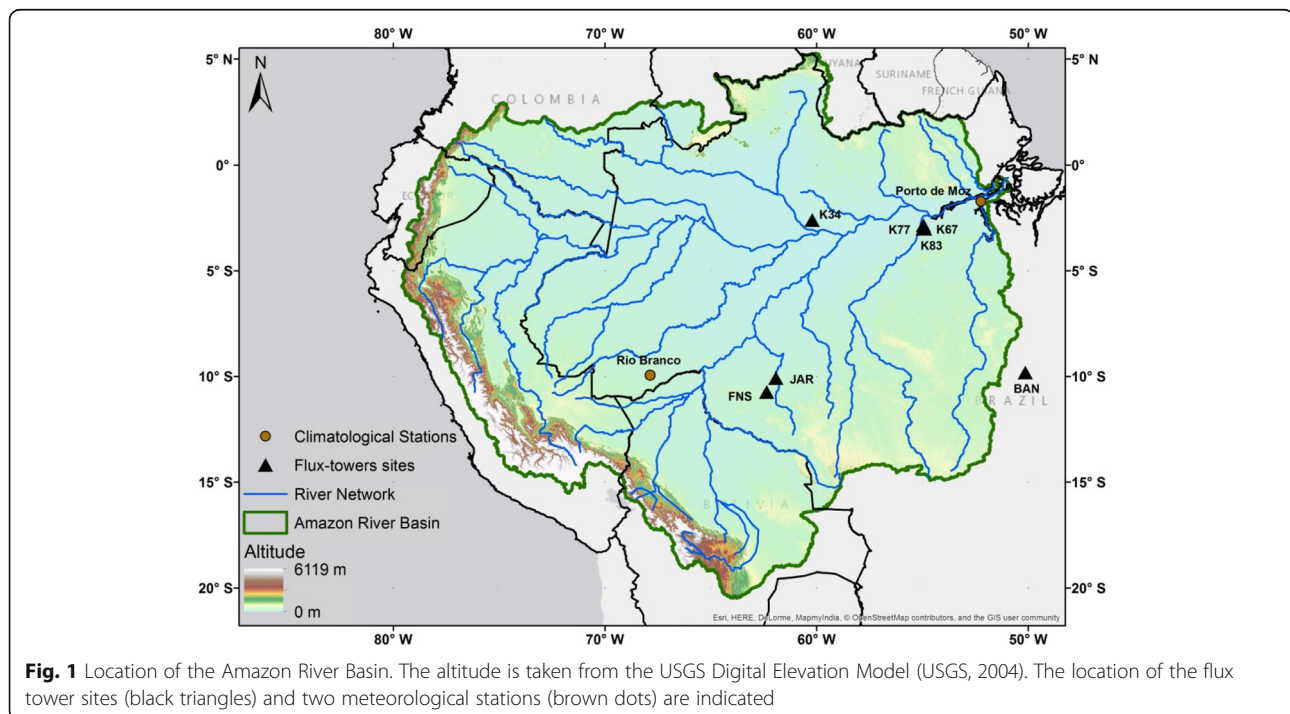 80° W 70° W 60° W 50° W
5° N 5° N
N
UYANA
SURINAME
FRENCH GUIANA
COLOMBIA
0° 0°
Porto de Moz
K34
K77 K67
K83
5° S 5° S
Rio Branco
10° S 10° S
JAR
FNS
BAN
BRAZIL
Climatological Stations
Flux-towers sites
15° S 15° S
River Network
BOLIVIA
Amazon River Basin
Altitude
6119 m
0 m
20° S 20° S
Esri, HERE, DeLorme, MapmyIndia, © OpenStreetMap contributors, and the GIS user community
80° W 70° W 60° W 50° W
Fig. 1 Location of the Amazon River Basin. The altitude is taken from the USGS Digital Elevation Model (USGS, 2004). The location of the flux
tower sites (black triangles) and two meteorological stations (brown dots) are indicated